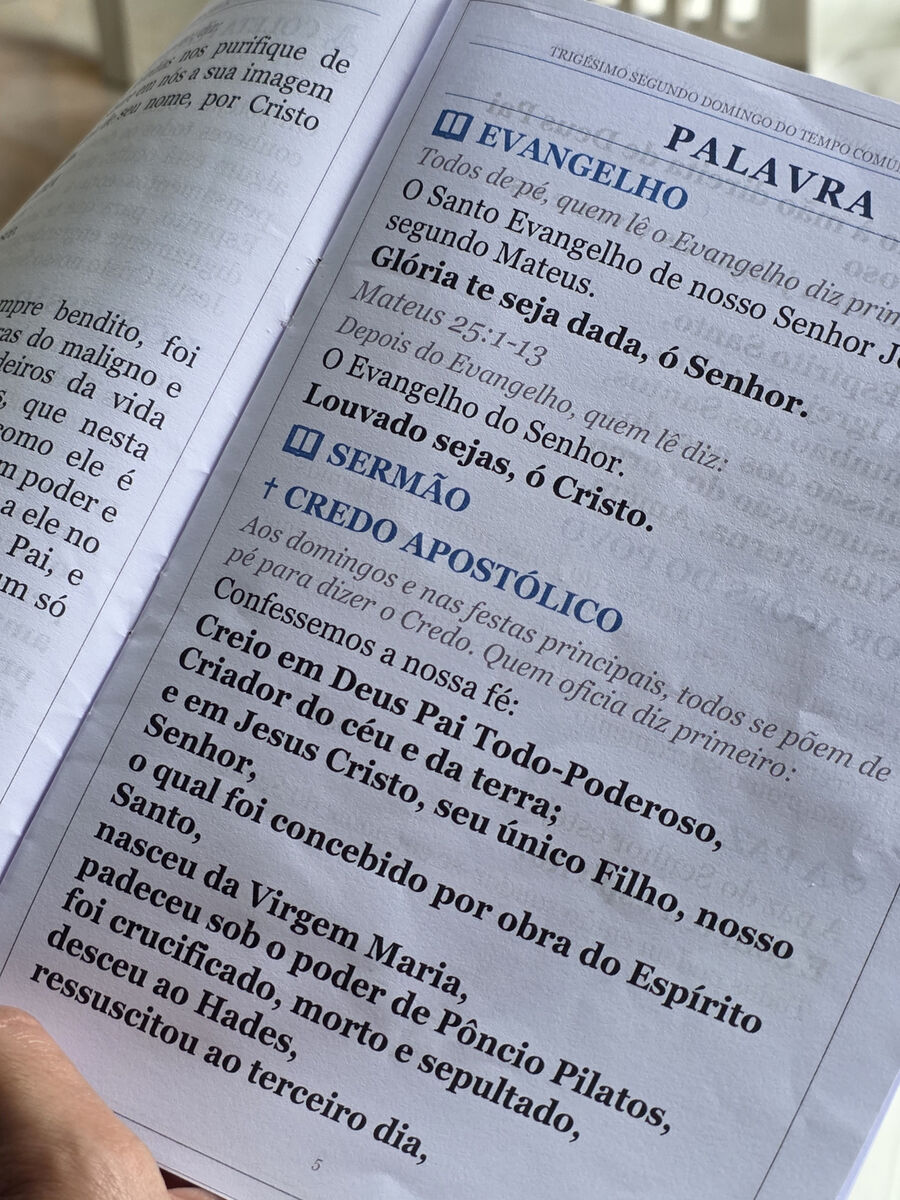 nos purifique de
em nós a sua imagem
seu nome, por Cristo
bendito, foi
do maligno e
da vida
que nesta
como ele é
poder e
a ele no
Pai, e
só
TRIGÉSIMO SEGUNDO DOMINGO DO TEMPO
PALAVRA
EVANGELHO
Todos de pé, quem lê o Evangelho diz
O Santo Evangelho de nosso Senhor
segundo Mateus.
Glória te seja dada, ó Senhor.
Mateus 25:1-13
Depois do Evangelho, quem lê diz:
O Evangelho do Senhor.
Louvado sejas, ó Cristo.
SERMÃO
† CREDO APOSTÓLICO
Aos domingos e nas festas principais, todos se põem de
pé para dizer o Credo. Quem oficia diz primeiro:
Confessemos a nossa fé:
Creio em Deus Pai Todo-Poderoso,
Criador do céu e da terra;
e em Jesus Cristo, seu único Filho, nosso
Senhor,
o qual foi concebido por obra do Espírito
Santo,
nasceu da Virgem Maria,
padeceu sob o poder de Pôncio Pilatos,
foi crucificado, morto e sepultado,
desceu ao Hades,
ressuscitou ao terceiro dia,
5